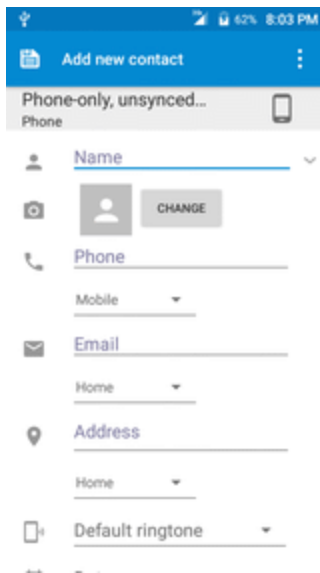 62% 8:03 PM
Add new contact
Phone-only, unsynced...
Phone
Name
CHANGE
Phone
Mobile
Email
Home
Address
Home
Default ringtone